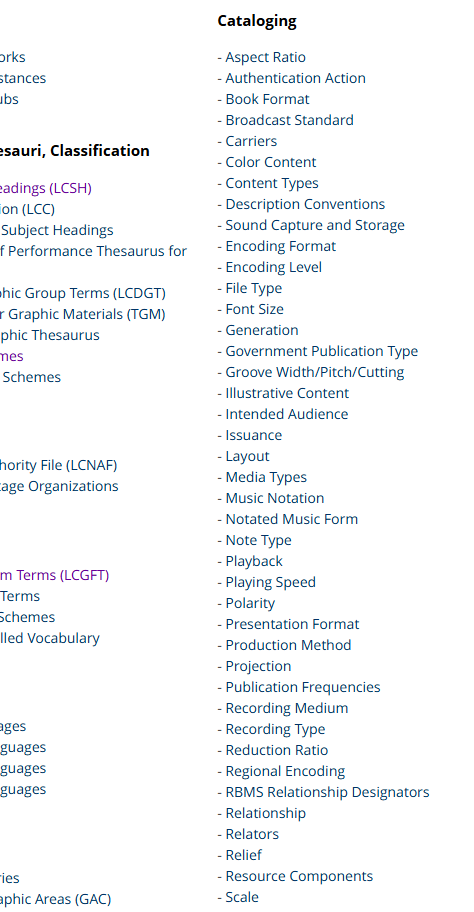 orks
stances
ubs
esauri, Classification
eadings (LCSH)
ion (LCC)
Subject Headings
f Performance Thesaurus for
phic Group Terms (LCDGT)
r Graphic Materials (TGM)
phic Thesaurus
mes
Schemes
hority File (LCNAF)
tage Organizations
m Terms (LCGFT)
Terms
Schemes
lled Vocabulary
ages
guages
guages
guages
ries
aphic Areas (GAC)
Cataloging
- Aspect Ratio
- Authentication Action
- Book Format
- Broadcast Standard
- Carriers
- Color Content
- Content Types
- Description Conventions
- Sound Capture and Storage
- Encoding Format
- Encoding Level
- File Type
- Font Size
- Generation
- Government Publication Type
- Groove Width/Pitch/Cutting
- Illustrative Content
- Intended Audience
- Issuance
- Layout
- Media Types
- Music Notation
- Notated Music Form
- Note Type
- Playback
- Playing Speed
- Polarity
- Presentation Format
- Production Method
- Projection
- Publication Frequencies
- Recording Medium
- Recording Type
- Reduction Ratio
- Regional Encoding
- RBMS Relationship Designators
- Relationship
- Relators
- Relief
- Resource Components
- Scale